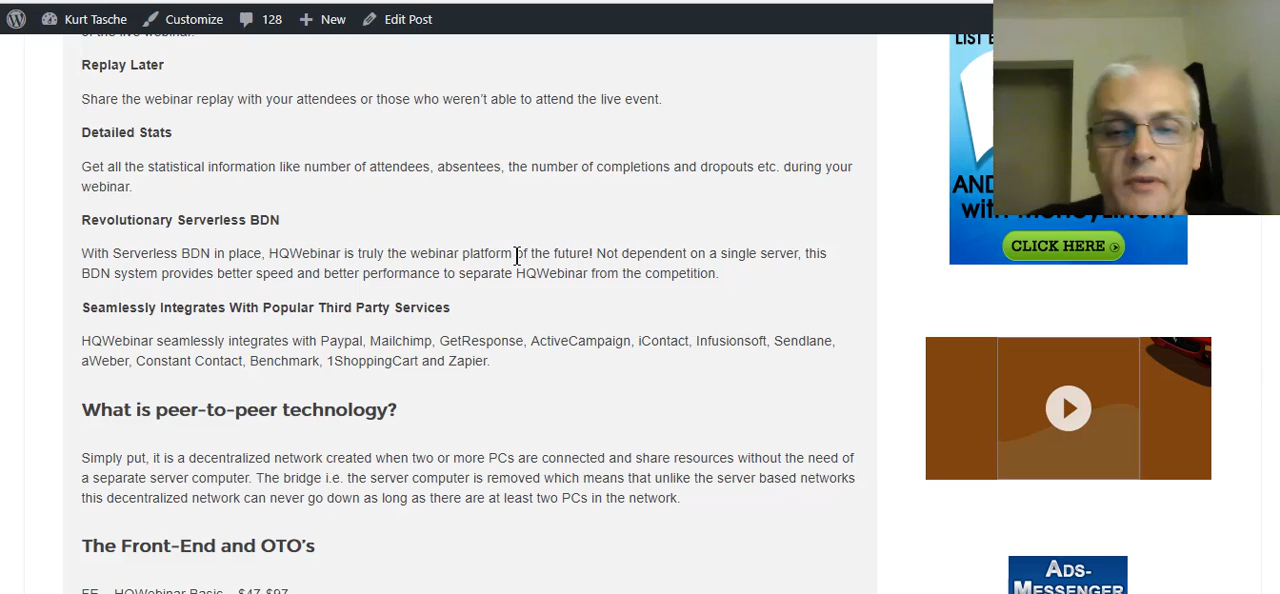 Kurt Tasche Customize 128 New Edit Post
of the live webinar.
Replay Later
Share the webinar replay with your attendees or those who weren't able to attend the live event.
Detailed Stats
Get all the statistical information like number of attendees, absentees, the number of completions and dropouts etc. during your
webinar.
Revolutionary Serverless BDN
With Serverless BDN in place, HQWebinar is truly the webinar platform of the future! Not dependent on a single server, this
BDN system provides better speed and better performance to separate HQWebinar from the competition.
Seamlessly Integrates With Popular Third Party Services
HQWebinar seamlessly integrates with Paypal, Mailchimp, GetResponse, ActiveCampaign, iContact, Infusionsoft, Sendlane,
aWeber, Constant Contact, Benchmark, 1ShoppingCart and Zapier.
What is peer-to-peer technology?
Simply put, it is a decentralized network created when two or more PCs are connected and share resources without the need of
a separate server computer. The bridge i.e. the server computer is removed which means that unlike the server based networks
this decentralized network can never go down as long as there are at least two PCs in the network.
The Front-End and OTO's
FE – HQWebinar Basic – $47-$97
LIST
AND
with
CLICK HERE
ADS-
MESSENGER